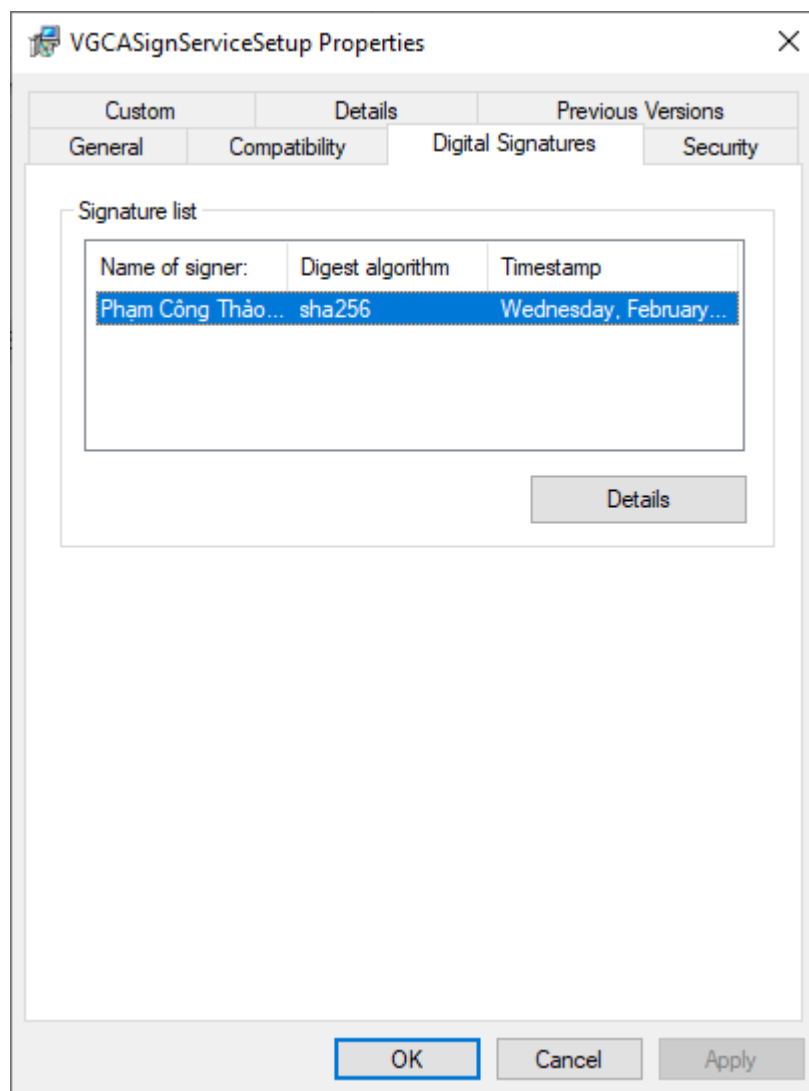 VGCASignServiceSetup Properties
Custom Details Previous Versions
General Compatibility Digital Signatures Security
Signature list
Name of signer: Digest algorithm Timestamp
Phạm Công Thảo... sha256 Wednesday, February...
Details
OK Cancel Apply